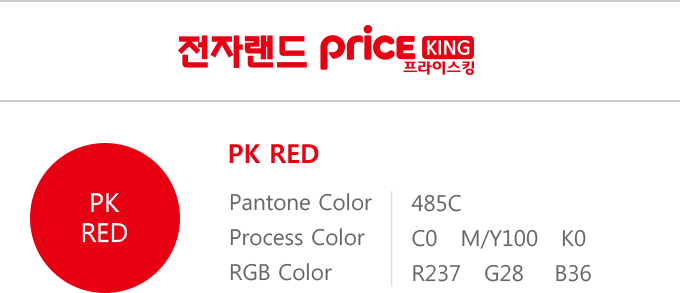 전자랜드 price KING
프라이스킹
PK RED
PK
RED
Pantone Color 485C
Process Color C0 M/Y100 K0
RGB Color R237 G28 B36